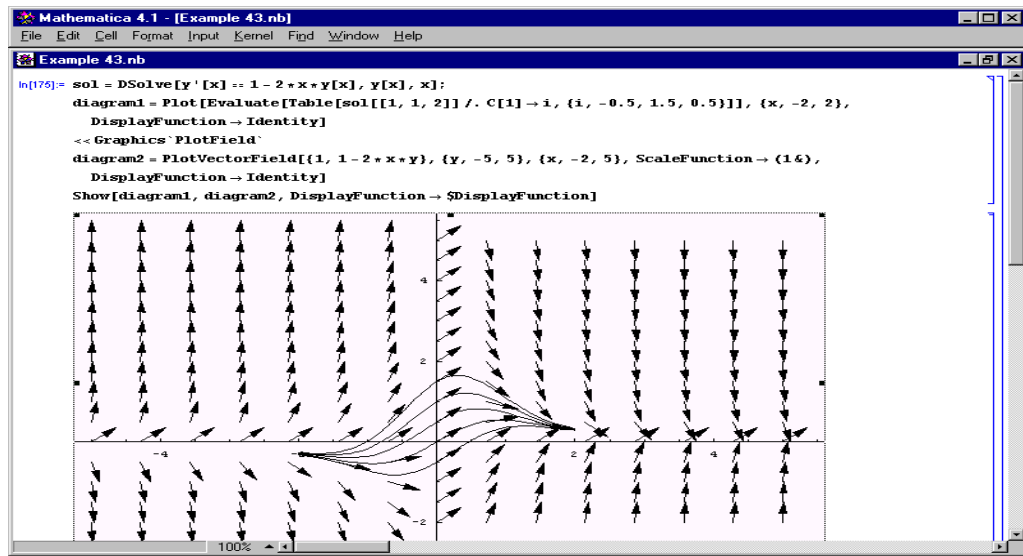 Mathematica 4.1 - [Example 43.nb]
File Edit Cell Format Input Kernel Find Window Help
Example 43.nb
In[175]:= sol = DSolve[y'[x] == 1 - 2 * x * y[x], y[x], x];
diagram1 = Plot[Evaluate[Table[sol[[1, 1, 2]] /. C[1] → i, {i, -0.5, 1.5, 0.5}]], {x, -2, 2},
DisplayFunction → Identity]
<< Graphics`PlotField`
diagram2 = PlotVectorField[{1, 1 - 2 * x * y}, {y, -5, 5}, {x, -2, 5}, ScaleFunction → (1 &),
DisplayFunction → Identity]
Show[diagram1, diagram2, DisplayFunction → $DisplayFunction]
4
2
-4
2
4
-2
100%